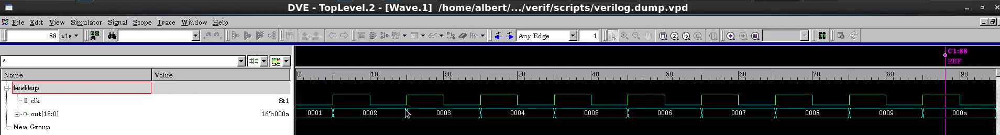 DVE - TopLevel.2 - [Wave.1] /home/albert/.../verif/scripts/verilog.dump.vpd
File Edit View Simulator Signal Scope Trace Window Help
88 x1s Any Edge 1
C1:88
*
REF
Name Value
0 10 20 30 40 50 60 70 80 90
testtop
clk St1
out[15:0] 16'h000a
0001 0002 0003 0004 0005 0006 0007 0008 0009 000a
New Group